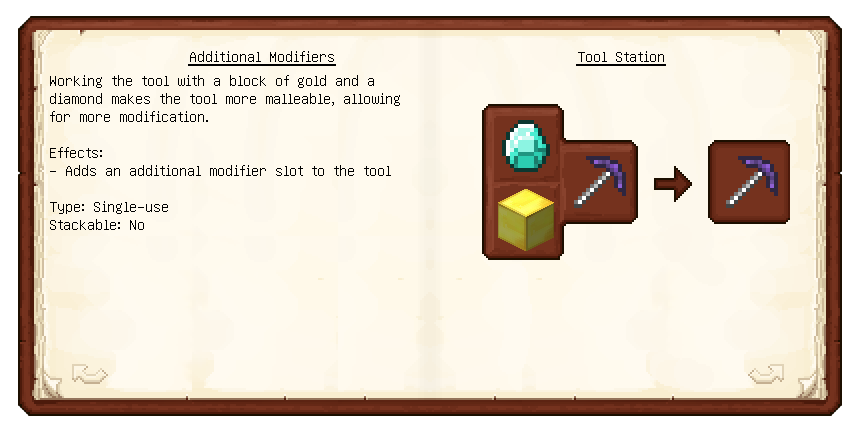 Additional Modifiers
Working the tool with a block of gold and a
diamond makes the tool more malleable, allowing
for more modification.
Effects:
- Adds an additional modifier slot to the tool
Type: Single-use
Stackable: No
Tool Station